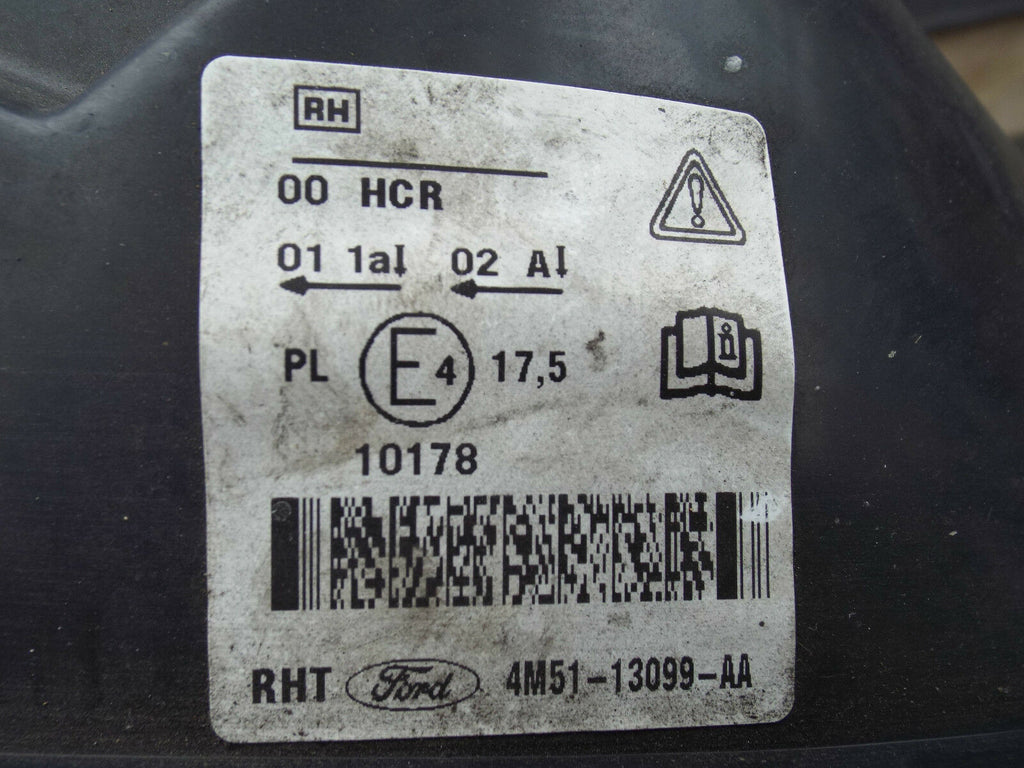 RH
00 HCR
01 1a 02 A
PL E4 17,5
10178
RHT Ford 4M51-13099-AA